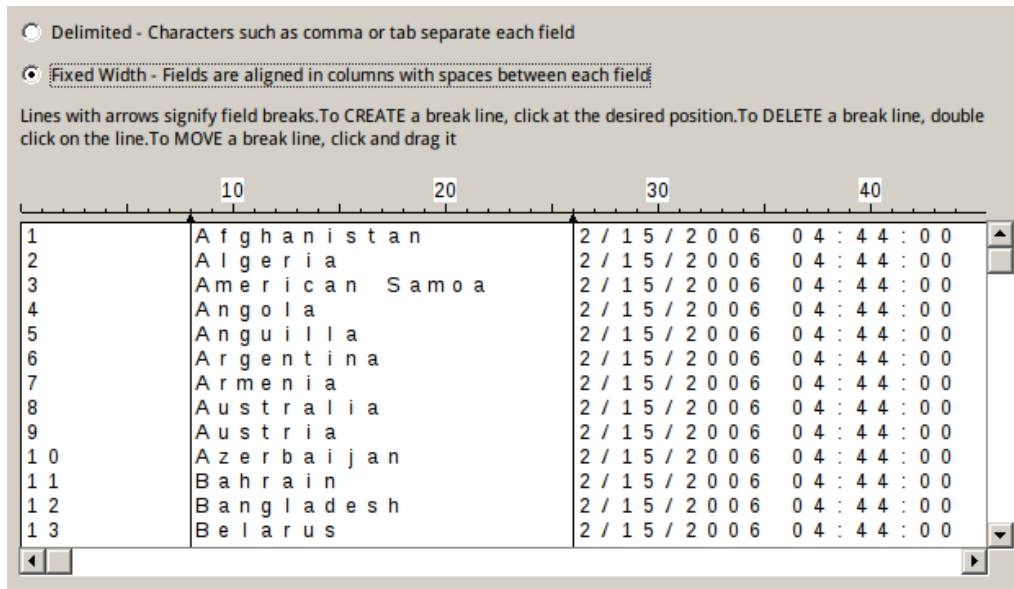 Delimited - Characters such as comma or tab separate each field
Fixed Width - Fields are aligned in columns with spaces between each field
Lines with arrows signify field breaks.To CREATE a break line, click at the desired position.To DELETE a break line, double
click on the line.To MOVE a break line, click and drag it
10 20 30 40
1 Afghanistan 2/15/2006 04:44:00
2 Algeria 2/15/2006 04:44:00
3 American Samoa 2/15/2006 04:44:00
4 Angola 2/15/2006 04:44:00
5 Anguilla 2/15/2006 04:44:00
6 Argentina 2/15/2006 04:44:00
7 Armenia 2/15/2006 04:44:00
8 Australia 2/15/2006 04:44:00
9 Austria 2/15/2006 04:44:00
10 Azerbaijan 2/15/2006 04:44:00
11 Bahrain 2/15/2006 04:44:00
12 Bangladesh 2/15/2006 04:44:00
13 Belarus 2/15/2006 04:44:00